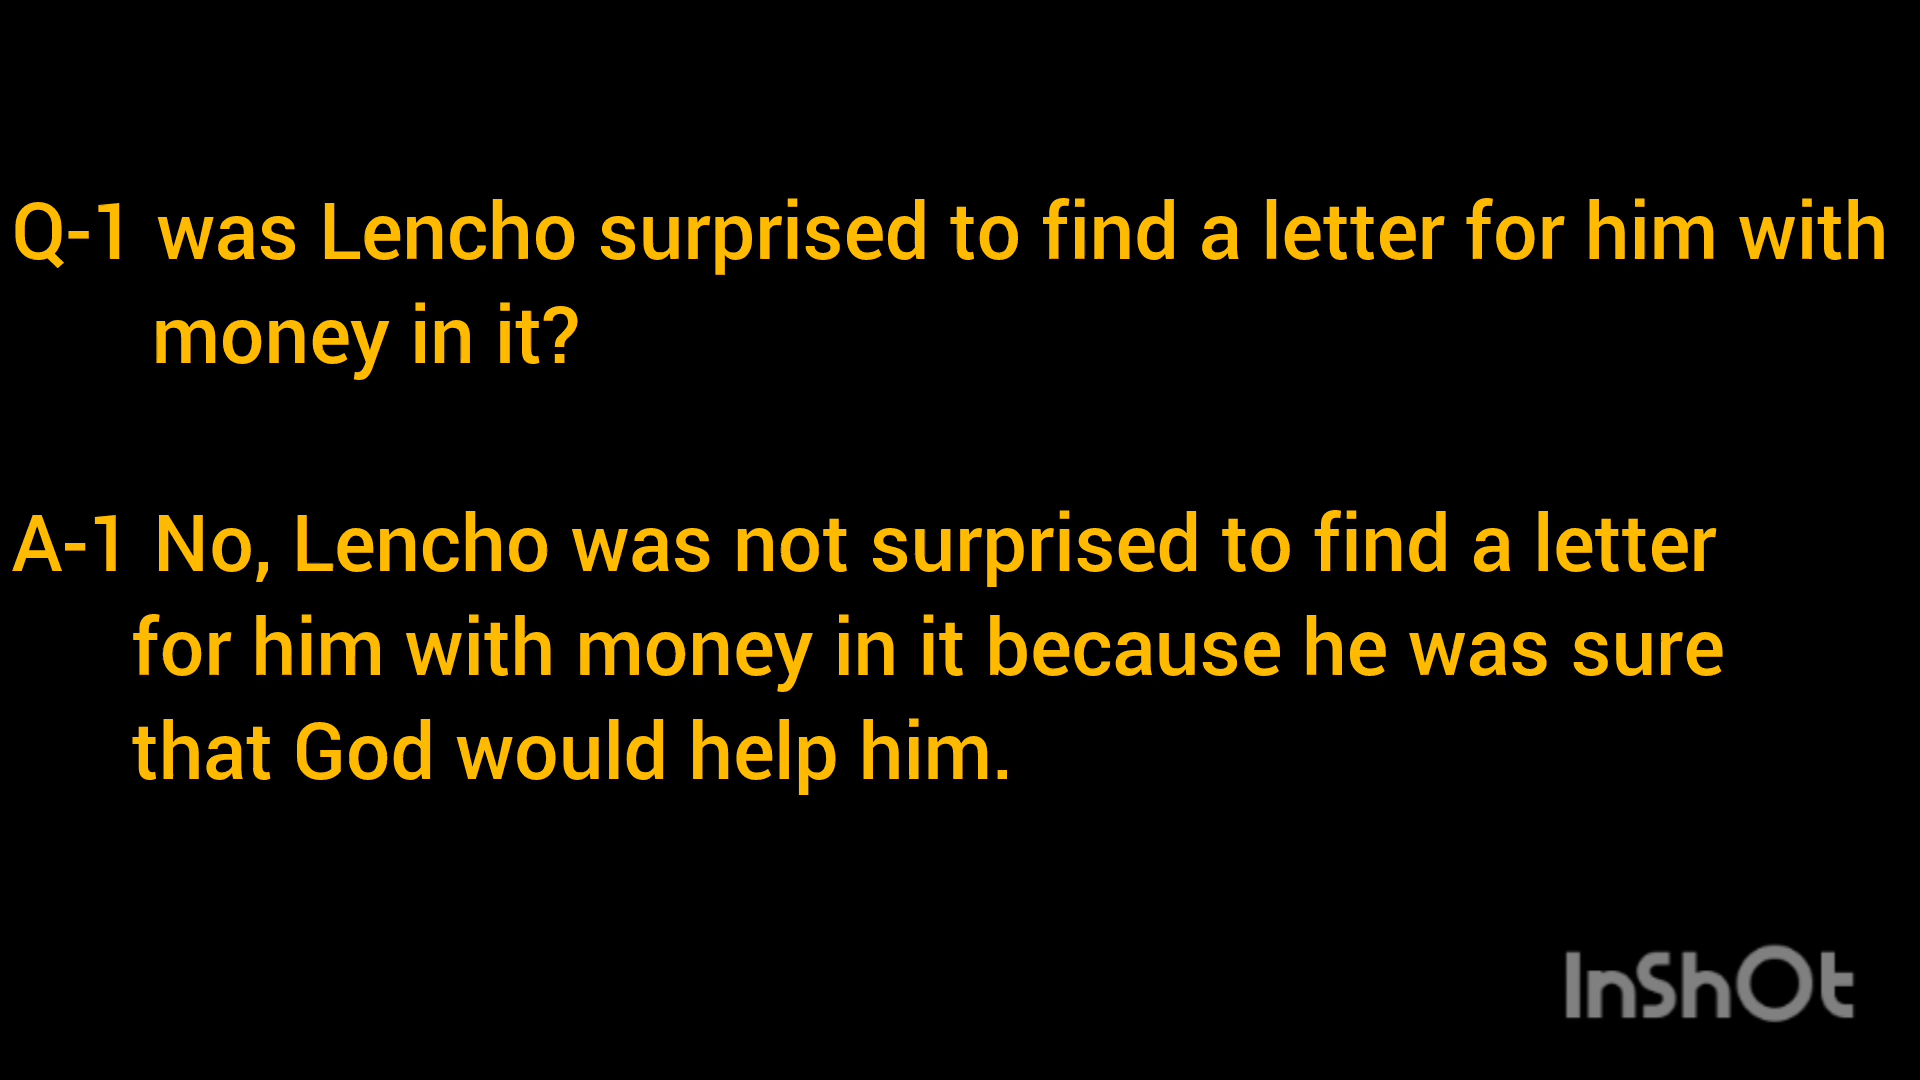 Q-1 was Lencho surprised to find a letter for him with
money in it?
A-1 No, Lencho was not surprised to find a letter
for him with money in it because he was sure
that God would help him.
InShOt